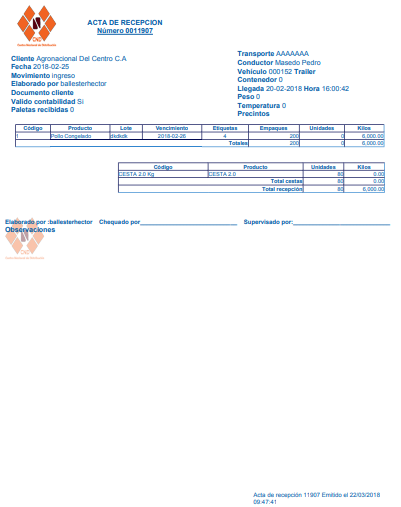 ACTA DE RECEPCION
Número 0011907
CND
Cliente Agronacional Del Centro C.A
Fecha 2018-02-25
Movimiento ingreso
Elaborado por ballesterhector
Documento cliente
Valido contabilidad Si
Paletas recibidas 0
Transporte AAAAAAA
Conductor Masedo Pedro
Vehiculo 000152 Trailer
Contenedor 0
Llegada 20-02-2018 Hora 16:00:42
Peso 0
Temperatura 0
Precintos
Código Producto Lote Vencimiento Etiquetas Empaques Unidades Kilos
1 Pollo Congelado dkdkdk 2018-02-26 4 200 0 6,000.00
Totales 200 0 6,000.00
Código Producto Unidades Kilos
CESTA 2.0 Kg CESTA 2.0 80 0.00
Total cestas 80 0.00
Total recepción 80 6,000.00
Elaborado por :ballesterhector Chequado por Supervisado por:
Observaciones
CND
Acta de recepción 11907 Emitido el 22/03/2018
09:47:41